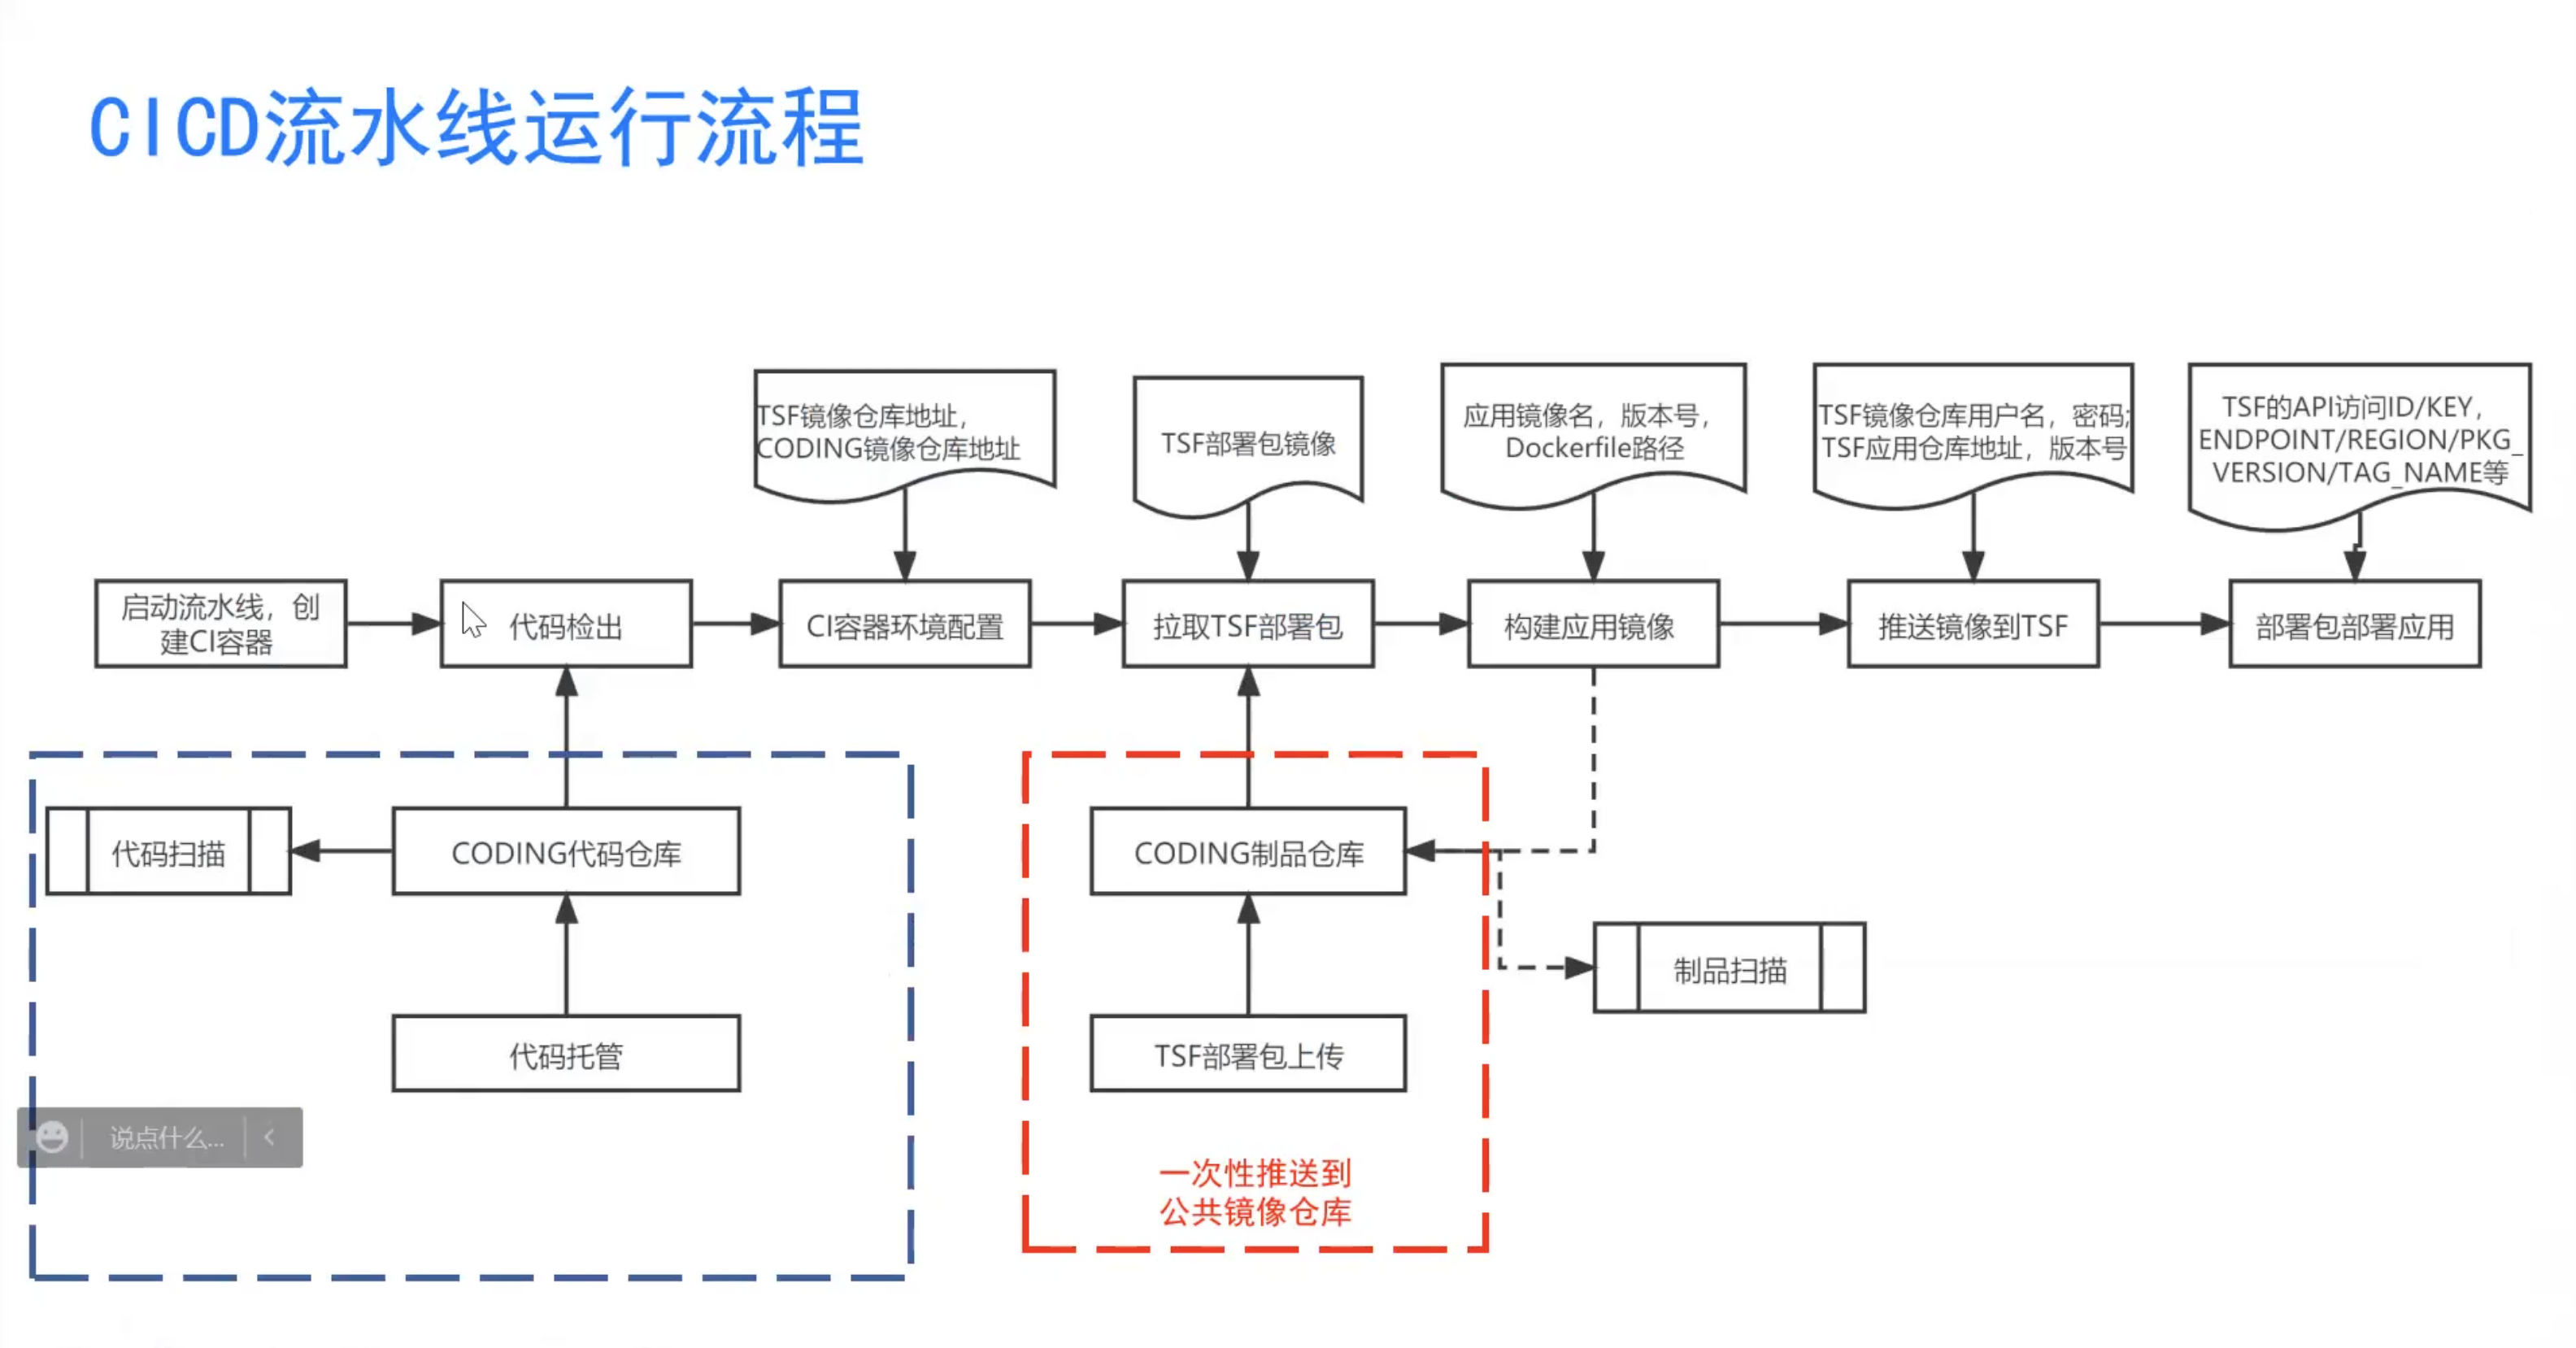 CICD流水线运行流程
TSF镜像仓库地址，
CODING镜像仓库地址
TSF部署包镜像
应用镜像名，版本号，
Dockerfile路径
TSF镜像仓库用户名，密码;
TSF应用仓库地址，版本号
TSF的API访问ID/KEY，
ENDPOINT/REGION/PKG_
VERSION/TAG_NAME等
启动流水线，创
建CI容器
代码检出
CI容器环境配置
拉取TSF部署包
构建应用镜像
推送镜像到TSF
部署包部署应用
代码扫描
CODING代码仓库
CODING制品仓库
制品扫描
代码托管
TSF部署包上传
说点什么...
一次性推送到
公共镜像仓库